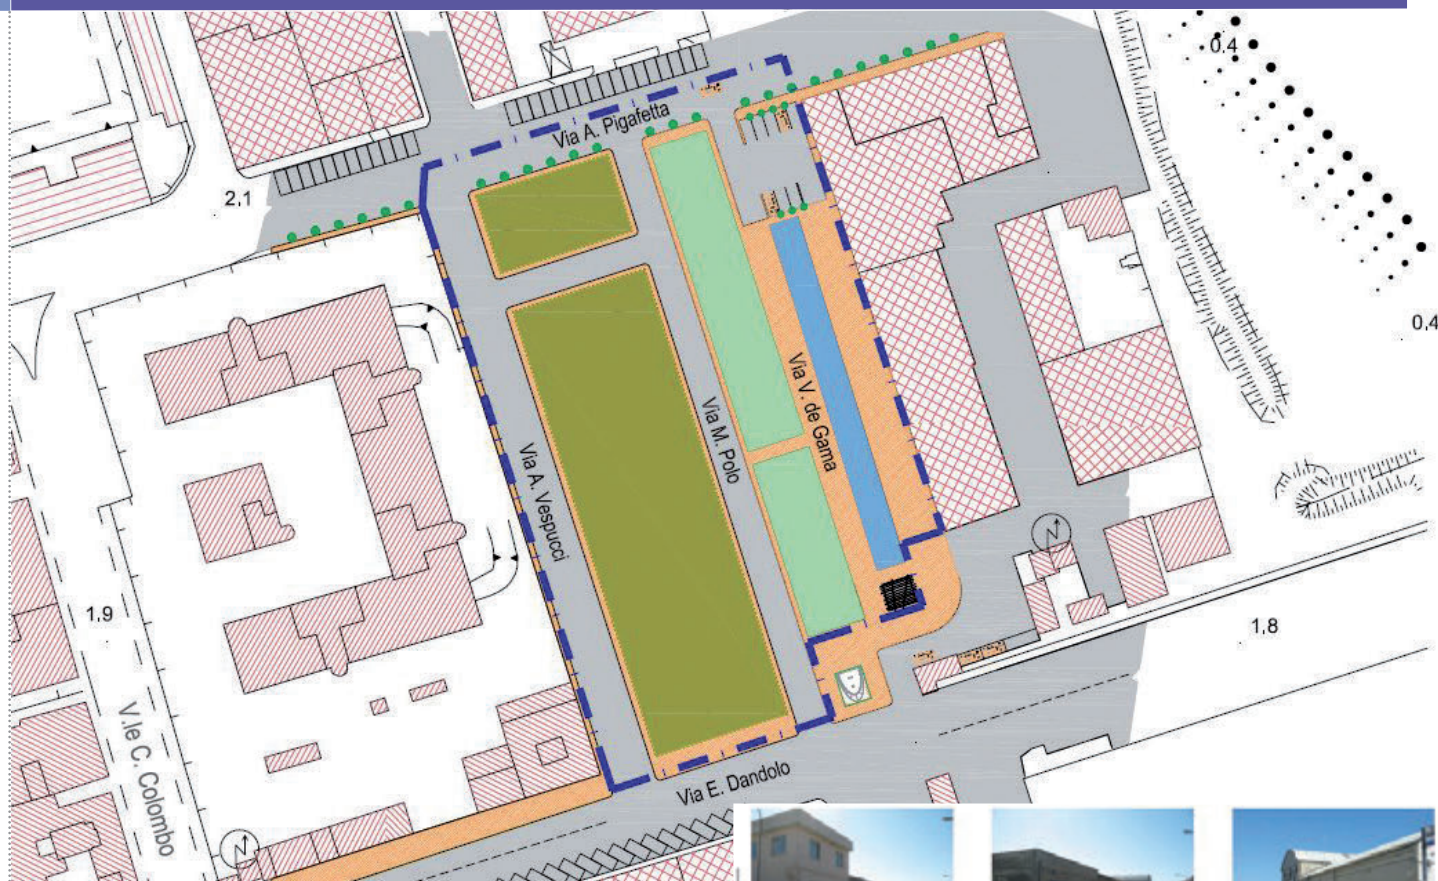 0.4
Via A. Pigafetta
2,1
0,4
Via V. de Gama
Via M. Polo
Via A. Vespucci
N
1,9
1,8
V.le C. Colombo
Via E. Dandolo
N